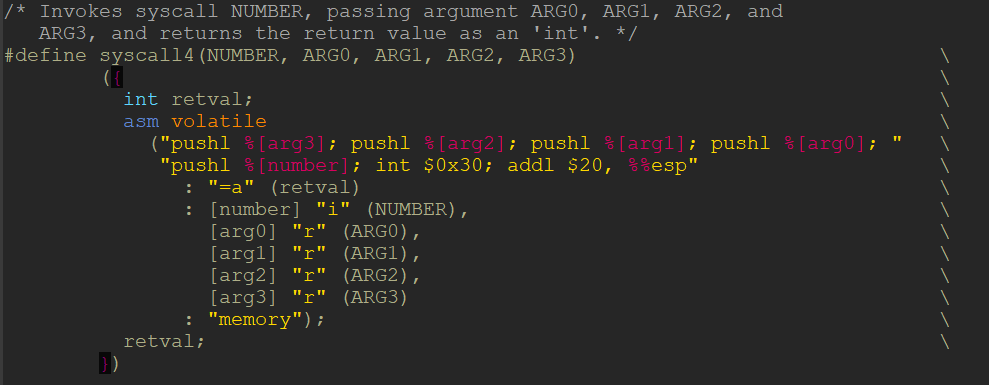 /* Invokes syscall NUMBER, passing argument ARG0, ARG1, ARG2, and
   ARG3, and returns the return value as an 'int'. */
#define syscall4(NUMBER, ARG0, ARG1, ARG2, ARG3) \
        ({ \
          int retval; \
          asm volatile \
            ("pushl %[arg3]; pushl %[arg2]; pushl %[arg1]; pushl %[arg0]; " \
             "pushl %[number]; int $0x30; addl $20, %%esp" \
               : "=a" (retval) \
               : [number] "i" (NUMBER), \
                 [arg0] "r" (ARG0), \
                 [arg1] "r" (ARG1), \
                 [arg2] "r" (ARG2), \
                 [arg3] "r" (ARG3) \
               : "memory"); \
          retval; \
        })